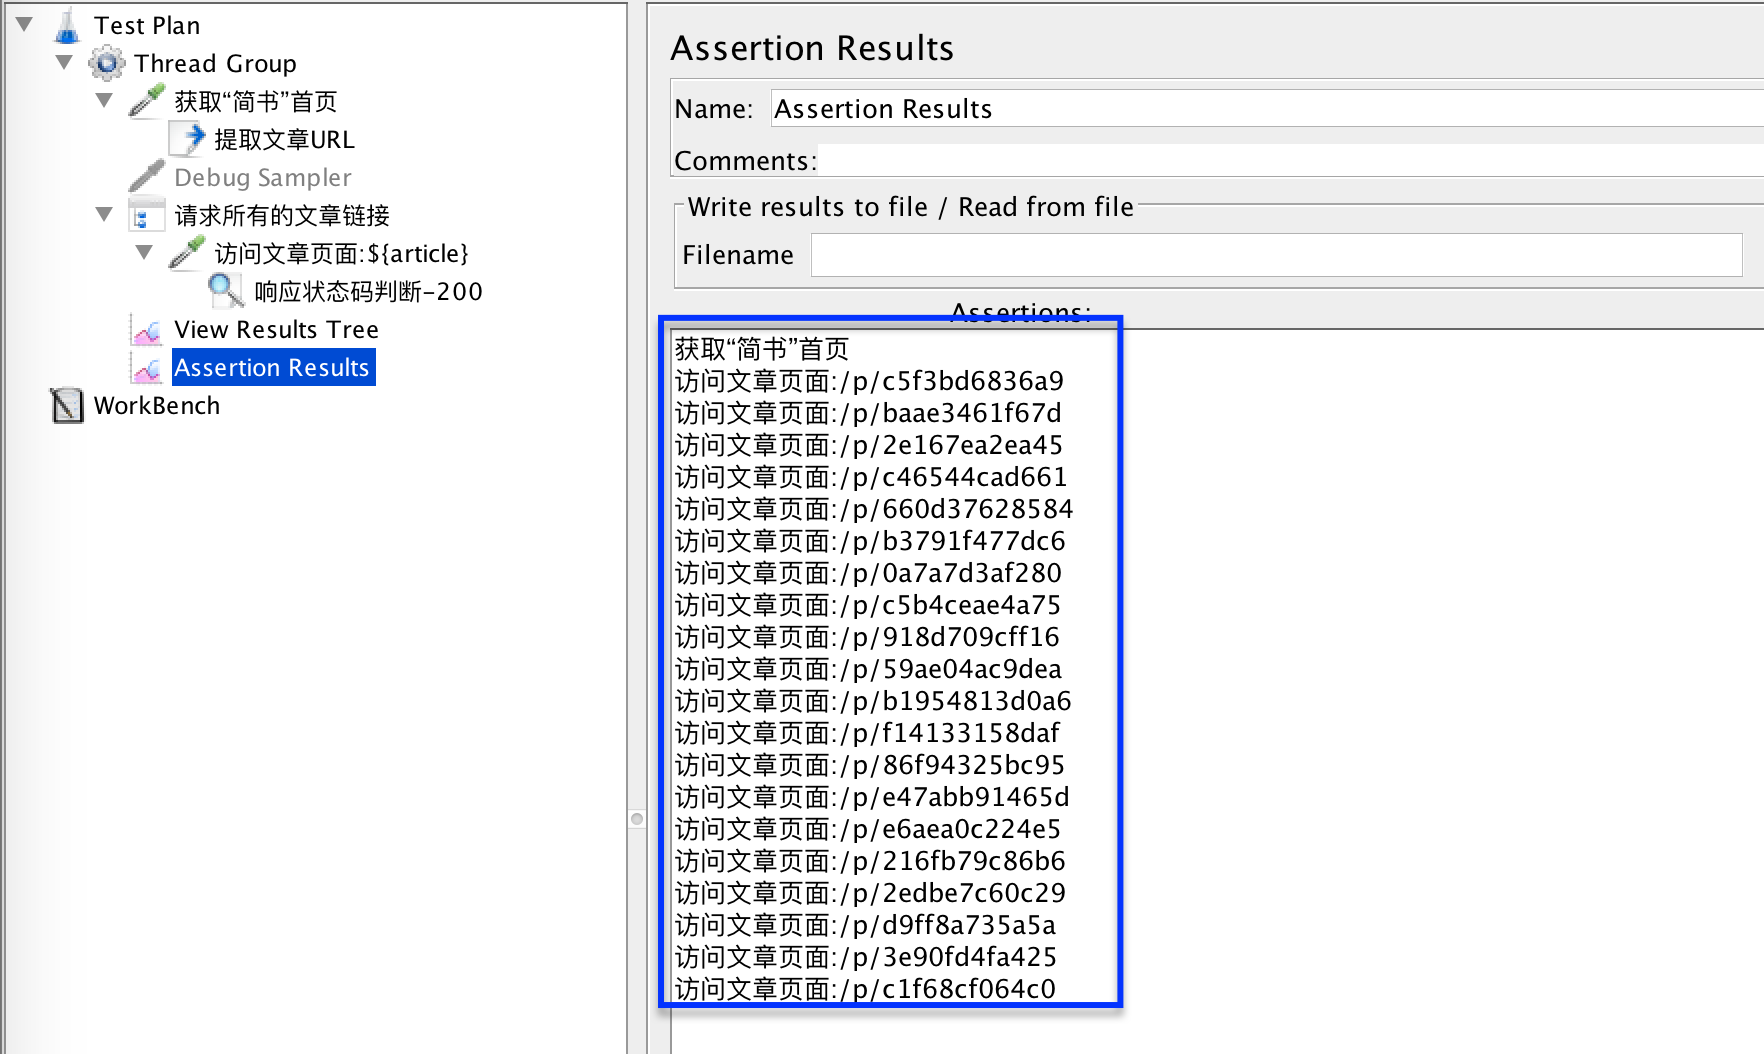 Test Plan
Thread Group
获取“简书”首页
提取文章URL
Debug Sampler
请求所有的文章链接
访问文章页面:${article}
响应状态码判断-200
View Results Tree
Assertion Results
WorkBench
Assertion Results
Name: Assertion Results
Comments:
Write results to file / Read from file
Filename
Assertions:
获取“简书”首页
访问文章页面:/p/c5f3bd6836a9
访问文章页面:/p/baae3461f67d
访问文章页面:/p/2e167ea2ea45
访问文章页面:/p/c46544cad661
访问文章页面:/p/660d37628584
访问文章页面:/p/b3791f477dc6
访问文章页面:/p/0a7a7d3af280
访问文章页面:/p/c5b4ceae4a75
访问文章页面:/p/918d709cff16
访问文章页面:/p/59ae04ac9dea
访问文章页面:/p/b1954813d0a6
访问文章页面:/p/f14133158daf
访问文章页面:/p/86f94325bc95
访问文章页面:/p/e47abb91465d
访问文章页面:/p/e6aea0c224e5
访问文章页面:/p/216fb79c86b6
访问文章页面:/p/2edbe7c60c29
访问文章页面:/p/d9ff8a735a5a
访问文章页面:/p/3e90fd4fa425
访问文章页面:/p/c1f68cf064c0